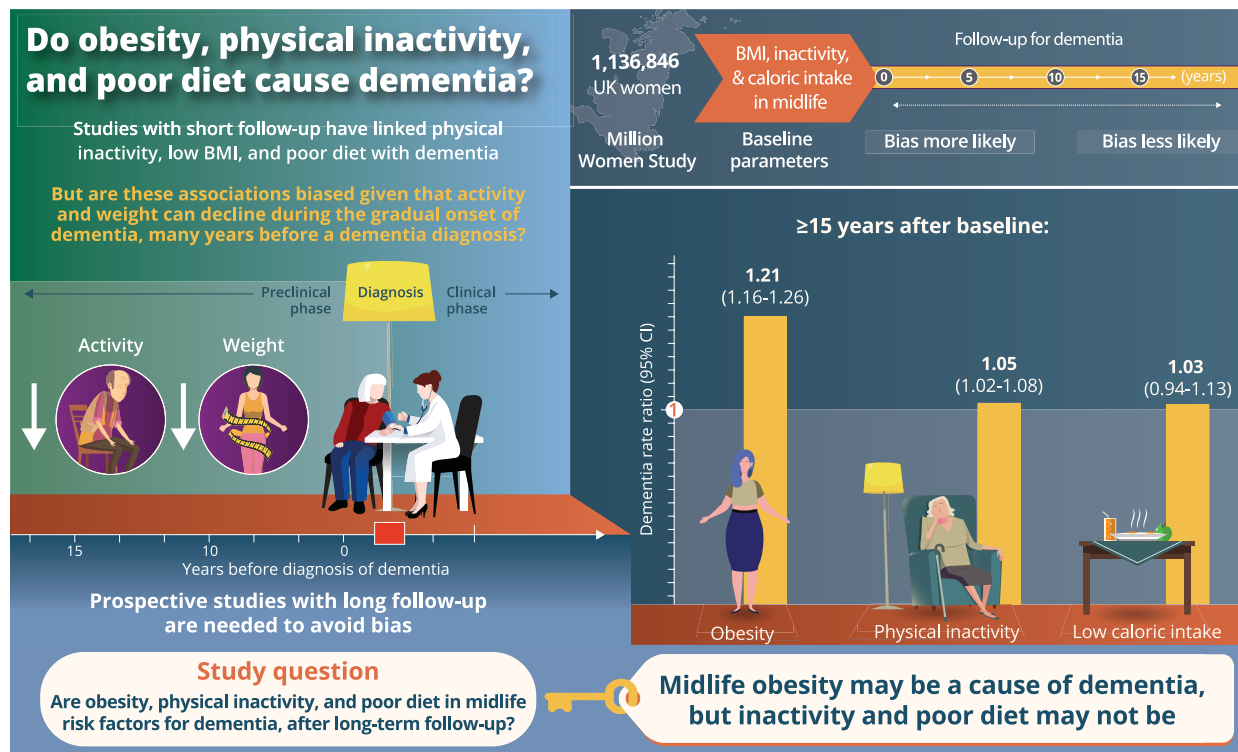 Do obesity, physical inactivity,
and poor diet cause dementia?
Studies with short follow-up have linked physical
inactivity, low BMI, and poor diet with dementia
But are these associations biased given that activity
and weight can decline during the gradual onset of
dementia, many years before a dementia diagnosis?
Preclinical
phase
Diagnosis
Clinical
phase
Activity
Weight
15
10
0
Years before diagnosis of dementia
Prospective studies with long follow-up
are needed to avoid bias
Study question
Are obesity, physical inactivity, and poor diet in midlife
risk factors for dementia, after long-term follow-up?
1,136,846
UK women
Million
Women Study
BMI, inactivity,
& caloric intake
in midlife
Baseline
parameters
Follow-up for dementia
0
5
10
15
(years)
Bias more likely
Bias less likely
≥15 years after baseline:
Dementia rate ratio (95% CI)
1
1.21
(1.16-1.26)
1.05
(1.02-1.08)
1.03
(0.94-1.13)
Obesity
Physical inactivity
Low caloric intake
Midlife obesity may be a cause of dementia,
but inactivity and poor diet may not be